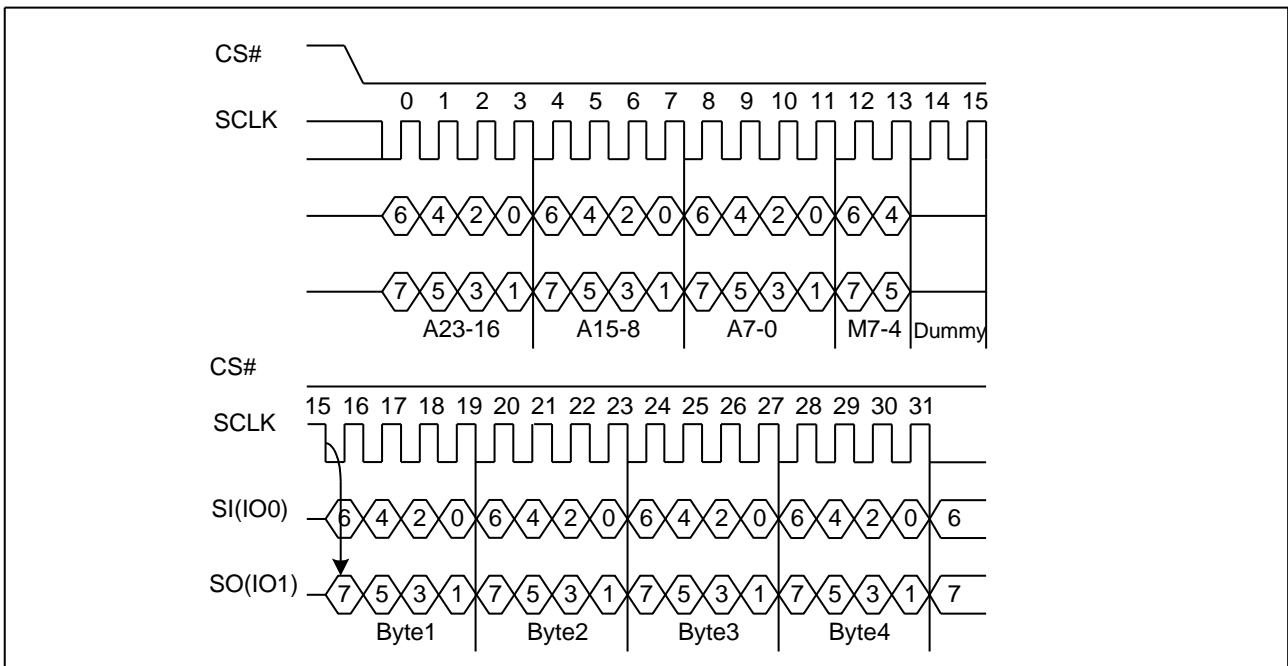 CS#
0 1 2 3 4 5 6 7 8 9 10 11 12 13 14 15
SCLK
6 4 2 0 6 4 2 0 6 4 2 0 6 4
7 5 3 1 7 5 3 1 7 5 3 1 7 5
A23-16 A15-8 A7-0 M7-4 Dummy
CS#
15 16 17 18 19 20 21 22 23 24 25 26 27 28 29 30 31
SCLK
SI(IO0) 6 4 2 0 6 4 2 0 6 4 2 0 6 4 2 0 6
SO(IO1) 7 5 3 1 7 5 3 1 7 5 3 1 7 5 3 1 7
Byte1 Byte2 Byte3 Byte4